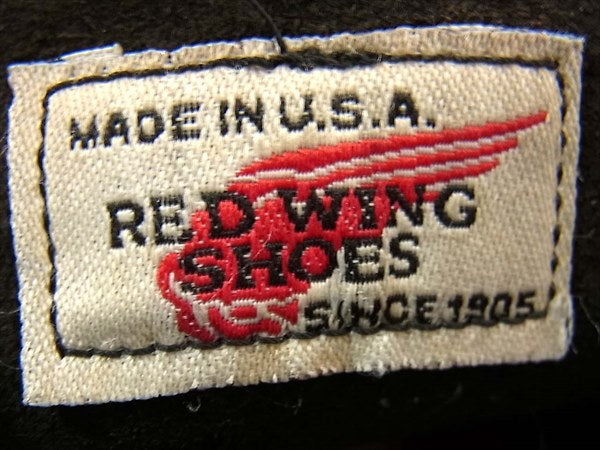 MADE IN U.S.A.
RED WING
SHOES
SINCE 1905